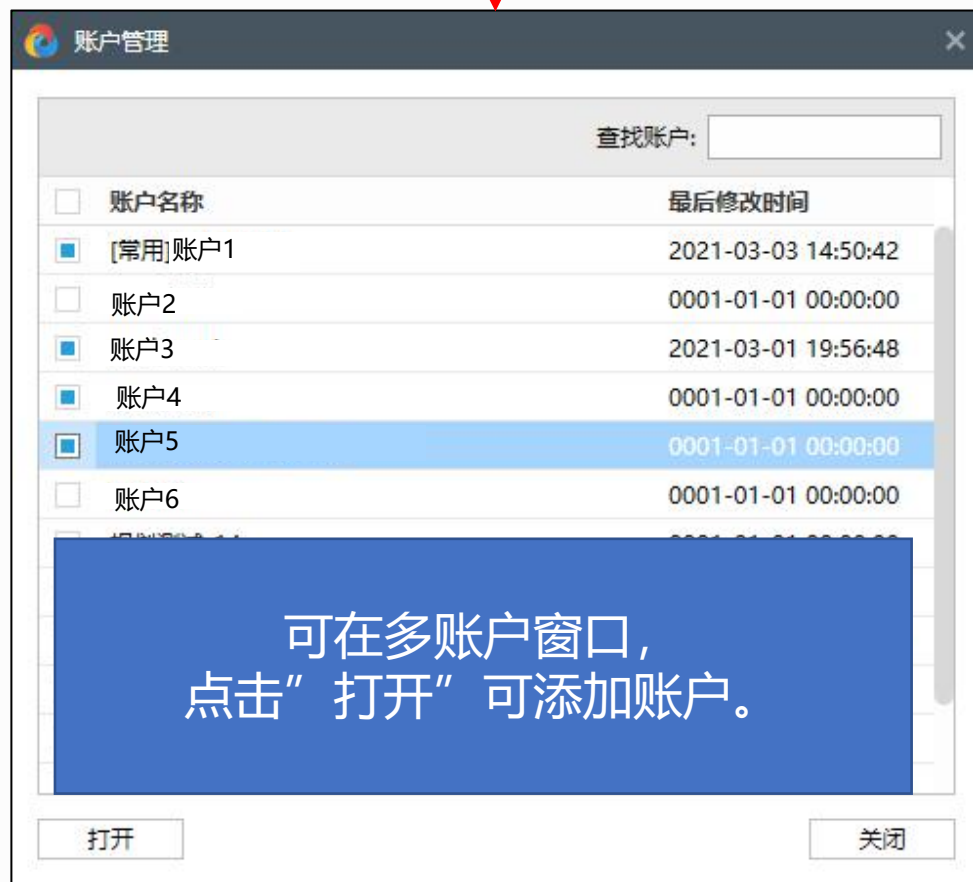 账户管理
查找账户:
账户名称 最后修改时间
[常用]账户1 2021-03-03 14:50:42
账户2 0001-01-01 00:00:00
账户3 2021-03-01 19:56:48
账户4 0001-01-01 00:00:00
账户5 0001-01-01 00:00:00
账户6 0001-01-01 00:00:00
可在多账户窗口，
点击”打开”可添加账户。
打开 关闭